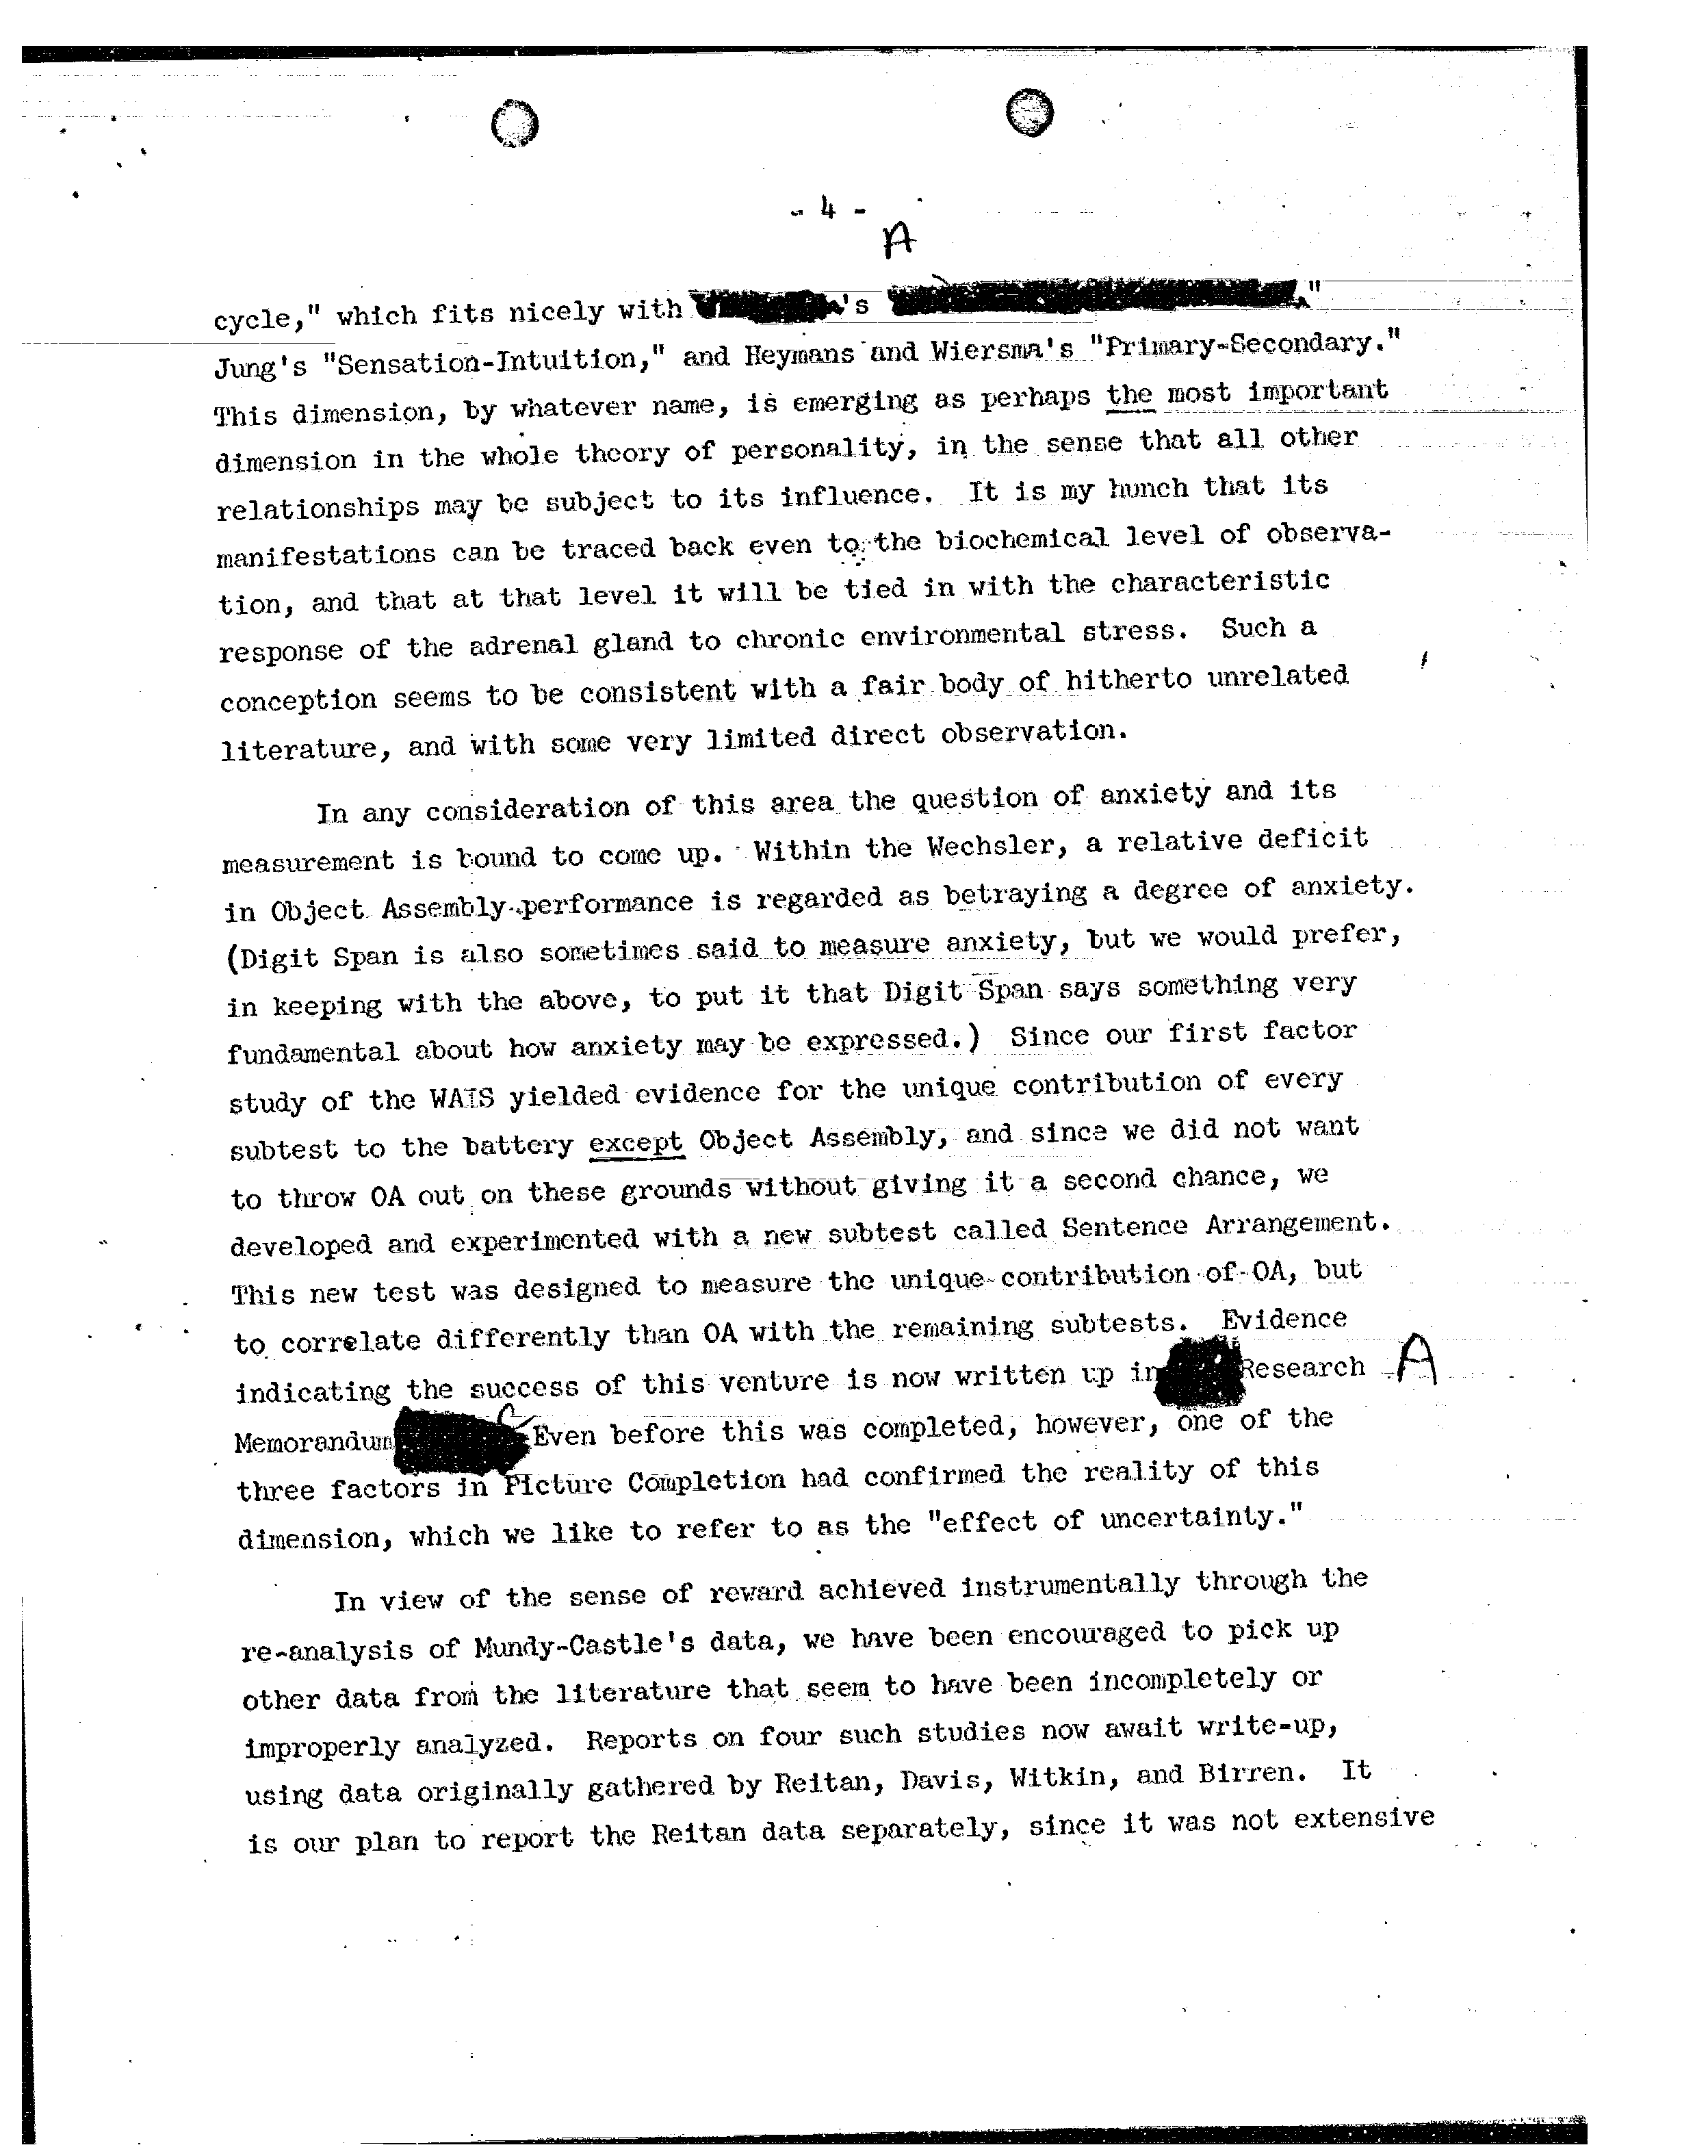 - 4 -
A
cycle," which fits nicely with 's "
Jung's "Sensation-Intuition," and Heymans and Wiersma's "Primary-Secondary."
This dimension, by whatever name, is emerging as perhaps the most important
dimension in the whole theory of personality, in the sense that all other
relationships may be subject to its influence. It is my hunch that its
manifestations can be traced back even to the biochemical level of observa-
tion, and that at that level it will be tied in with the characteristic
response of the adrenal gland to chronic environmental stress. Such a
conception seems to be consistent with a fair body of hitherto unrelated
literature, and with some very limited direct observation.
In any consideration of this area the question of anxiety and its
measurement is bound to come up. Within the Wechsler, a relative deficit
in Object Assembly performance is regarded as betraying a degree of anxiety.
(Digit Span is also sometimes said to measure anxiety, but we would prefer,
in keeping with the above, to put it that Digit Span says something very
fundamental about how anxiety may be expressed.) Since our first factor
study of the WAIS yielded evidence for the unique contribution of every
subtest to the battery except Object Assembly, and since we did not want
to throw OA out on these grounds without giving it a second chance, we
developed and experimented with a new subtest called Sentence Arrangement.
This new test was designed to measure the unique contribution of OA, but
to correlate differently than OA with the remaining subtests. Evidence
indicating the success of this venture is now written up in Research A
Memorandum Even before this was completed, however, one of the
three factors in Picture Completion had confirmed the reality of this
dimension, which we like to refer to as the "effect of uncertainty."
In view of the sense of reward achieved instrumentally through the
re-analysis of Mundy-Castle's data, we have been encouraged to pick up
other data from the literature that seem to have been incompletely or
improperly analyzed. Reports on four such studies now await write-up,
using data originally gathered by Reitan, Davis, Witkin, and Birren. It
is our plan to report the Reitan data separately, since it was not extensive